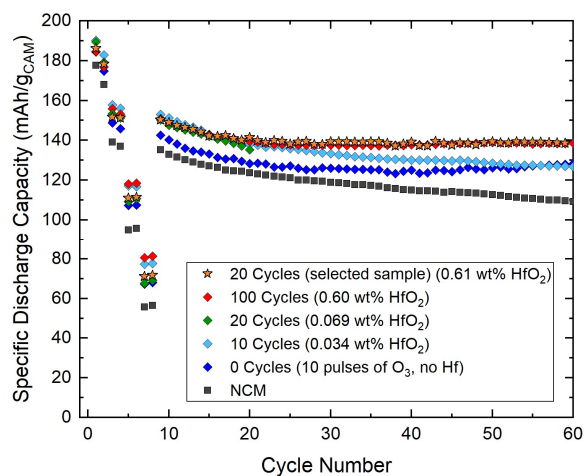 Specific Discharge Capacity (mAh/g_CAM)
200
180
160
140
120
100
80
60
40
20
0
20 Cycles (selected sample) (0.61 wt% HfO₂)
100 Cycles (0.60 wt% HfO₂)
20 Cycles (0.069 wt% HfO₂)
10 Cycles (0.034 wt% HfO₂)
0 Cycles (10 pulses of O₃, no Hf)
NCM
0 10 20 30 40 50 60
Cycle Number